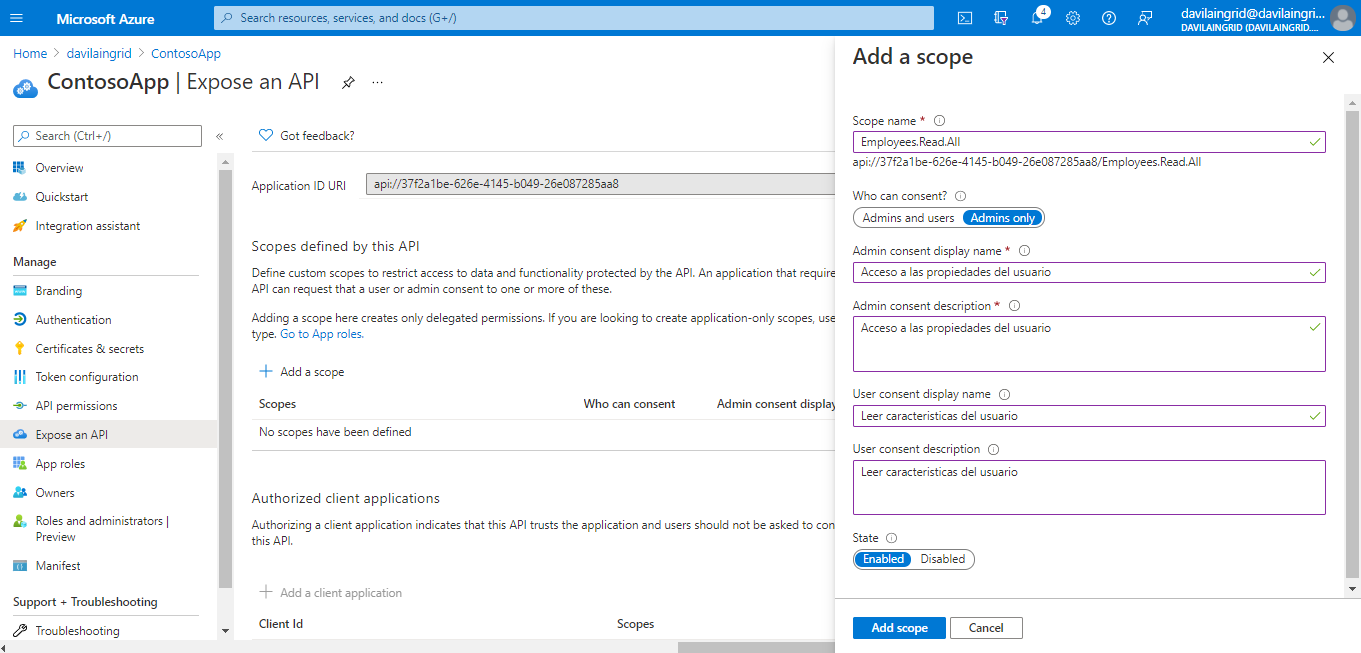 Microsoft Azure
Search resources, services, and docs (G+/)
4
davilaingrid@davilaingri...
DAVILAINGRID (DAVILAINGRID....
Home > davilaingrid > ContosoApp
ContosoApp | Expose an API
...
Search (Ctrl+/)
«
Overview
Quickstart
Integration assistant
Manage
Branding
Authentication
Certificates & secrets
Token configuration
API permissions
Expose an API
App roles
Owners
Roles and administrators |
Preview
Manifest
Support + Troubleshooting
Troubleshooting
Got feedback?
Application ID URI
api://37f2a1be-626e-4145-b049-26e087285aa8
Scopes defined by this API
Define custom scopes to restrict access to data and functionality protected by the API. An application that require
API can request that a user or admin consent to one or more of these.
Adding a scope here creates only delegated permissions. If you are looking to create application-only scopes, use
type. Go to App roles.
Add a scope
Scopes Who can consent Admin consent display
No scopes have been defined
Authorized client applications
Authorizing a client application indicates that this API trusts the application and users should not be asked to con
this API.
Add a client application
Client Id Scopes
Add a scope
Scope name *
Employees.Read.All
api://37f2a1be-626e-4145-b049-26e087285aa8/Employees.Read.All
Who can consent?
Admins and users Admins only
Admin consent display name *
Acceso a las propiedades del usuario
Admin consent description *
Acceso a las propiedades del usuario
User consent display name
Leer caracteristicas del usuario
User consent description
Leer caracteristicas del usuario
State
Enabled Disabled
Add scope Cancel